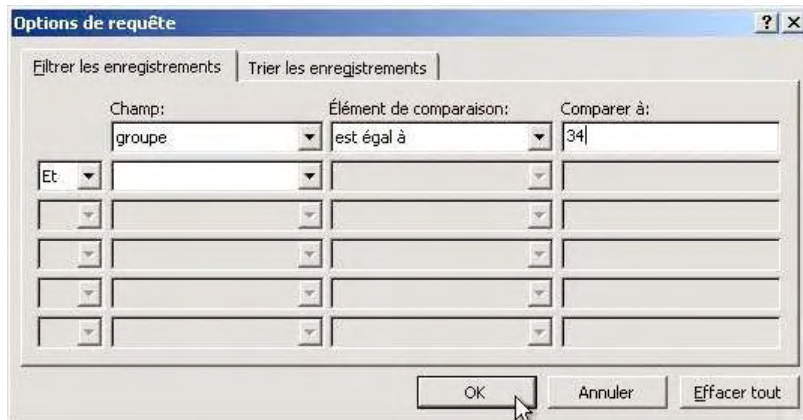 Options de requête
Filtrer les enregistrements Trier les enregistrements
Champ: Élément de comparaison: Comparer à:
groupe est égal à 34
Et
OK Annuler Effacer tout